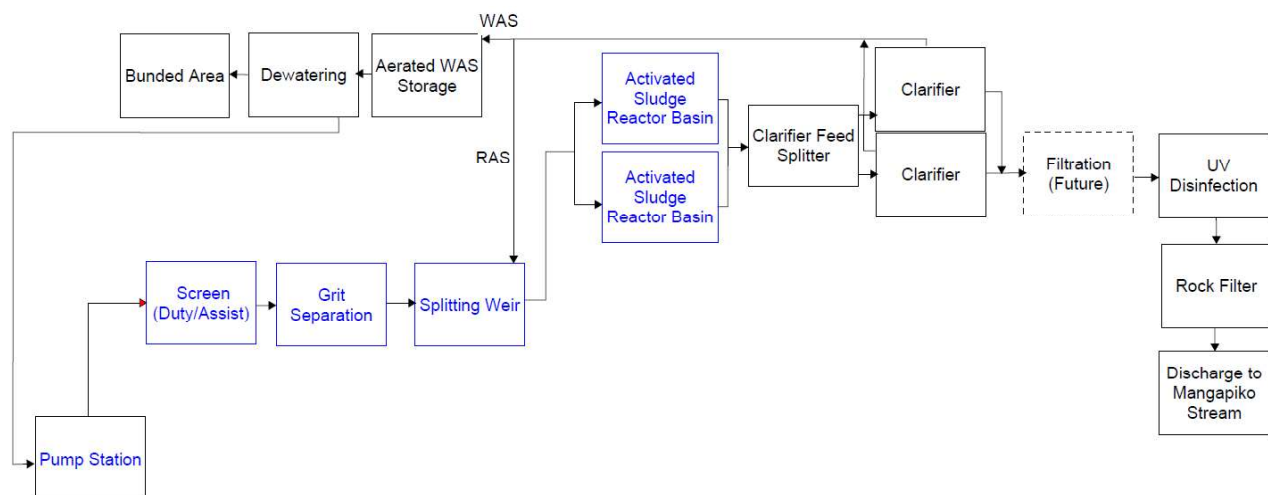 WAS
Bunded Area
Dewatering
Aerated WAS
Storage
Activated
Sludge
Reactor Basin
Clarifier
Clarifier Feed
Splitter
RAS
Activated
Sludge
Reactor Basin
Clarifier
Filtration
(Future)
UV
Disinfection
Screen
(Duty/Assist)
Grit
Separation
Splitting Weir
Rock Filter
Discharge to
Mangapiko
Stream
Pump Station